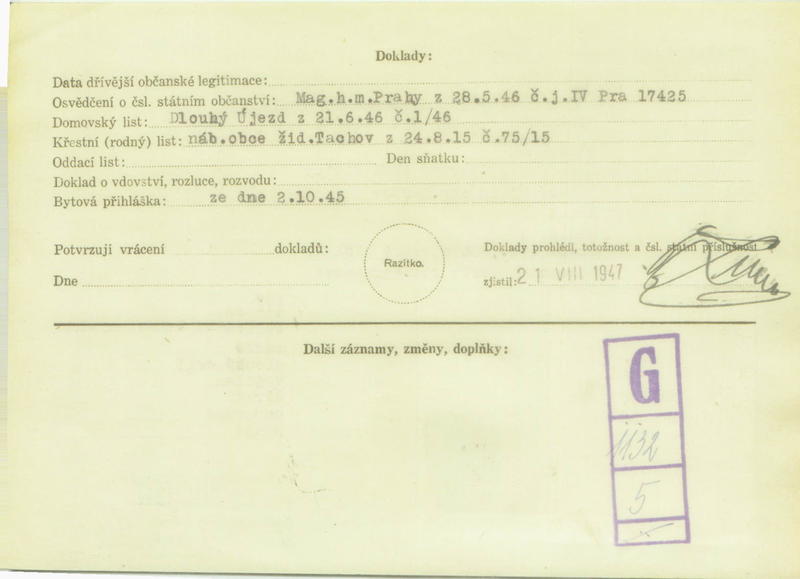 Doklady:
Data dřívější občanské legitimace:
Osvědčení o čsl. státním občanství: Mag.h.m.Prahy z 28.5.46 č.j.IV Pra 17425
Domovský list: Dlouhý Újezd z 21.6.46 č.1/46
Křestní (rodný) list: náb.obce žid.Tachov z 24.8.15 č.75/15
Oddací list: Den sňatku:
Doklad o vdovství, rozluce, rozvodu:
Bytová přihláška: ze dne 2.10.45
Potvrzuji vrácení dokladů:
Dne
Razítko.
Doklady prohlédl, totožnost a čsl. státní příslušnost
zjistil: 21 VIII 1947
Další záznamy, změny, doplňky:
G
1132
5